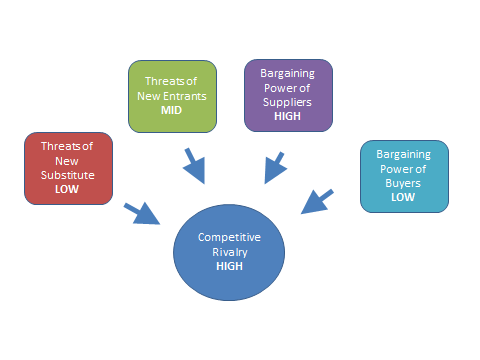 Threats of
New
Substitute
LOW
Threats of
New Entrants
MID
Bargaining
Power of
Suppliers
HIGH
Bargaining
Power of
Buyers
LOW
Competitive
Rivalry
HIGH